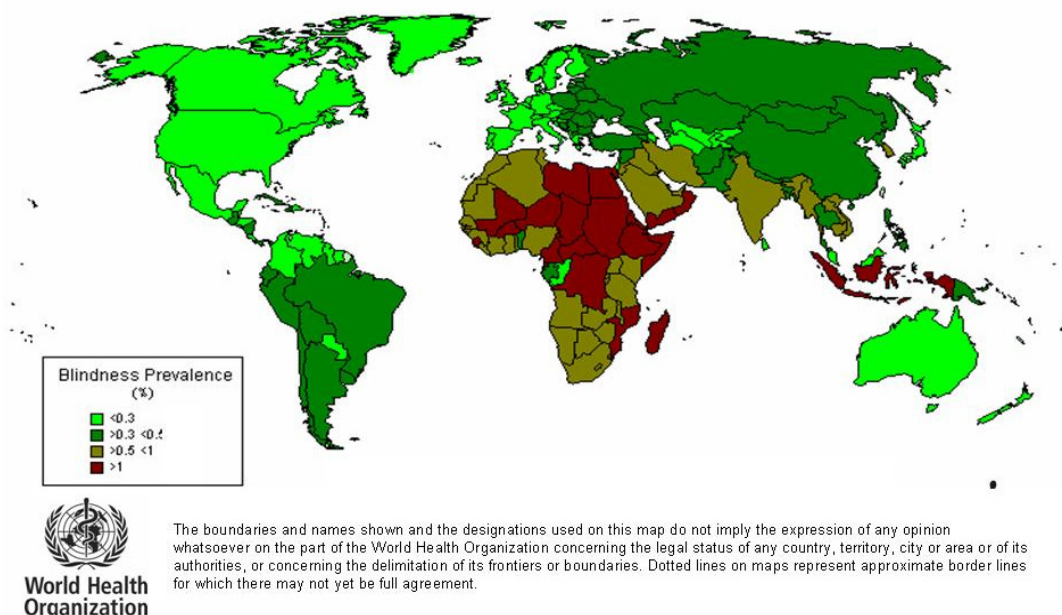 Blindness Prevalence
(%)
<0.3
>0.3 <0.5
>0.5 <1
>1
The boundaries and names shown and the designations used on this map do not imply the expression of any opinion
whatsoever on the part of the World Health Organization concerning the legal status of any country, territory, city or area or of its
authorities, or concerning the delimitation of its frontiers or boundaries. Dotted lines on maps represent approximate border lines
for which there may not yet be full agreement.
World Health
Organization